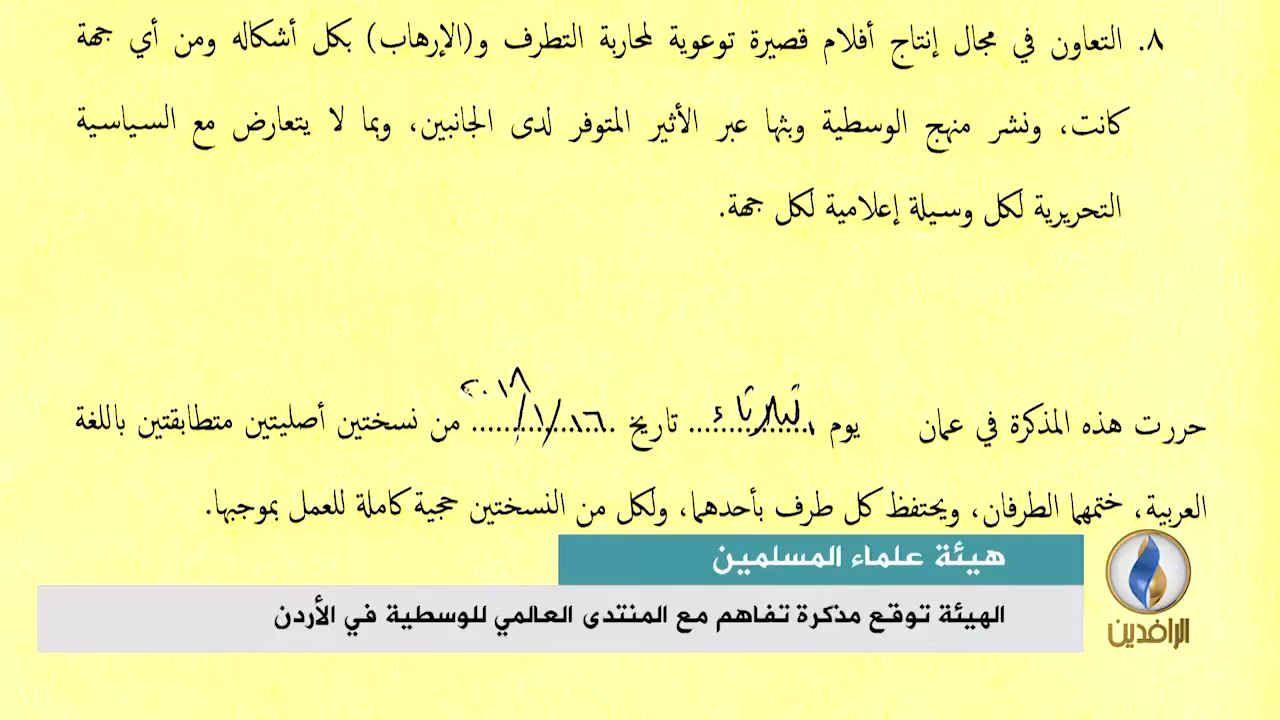 ٨. التعاون في مجال إنتاج أفلام قصيرة توعوية لمحاربة التطرف و(الإرهاب) بكل أشكاله ومن أي جهة
كانت، ونشر منهج الوسطية وبثها عبر الأثير المتوفر لدى الجانبين، وبما لا يتعارض مع السياسية
التحريرية لكل وسيلة إعلامية لكل جهة.
حررت هذه المذكرة في عمان يوم ............... تاريخ ١٦/١/٢٠١٩ من نسختين أصليتين متطابقتين باللغة
العربية، ختمهما الطرفان، ويحتفظ كل طرف بأحدهما، ولكل من النسختين حجية كاملة للعمل بموجبها.
هيئة علماء المسلمين
الهيئة توقع مذكرة تفاهم مع المنتدى العالمي للوسطية في الأردن
الرافدين